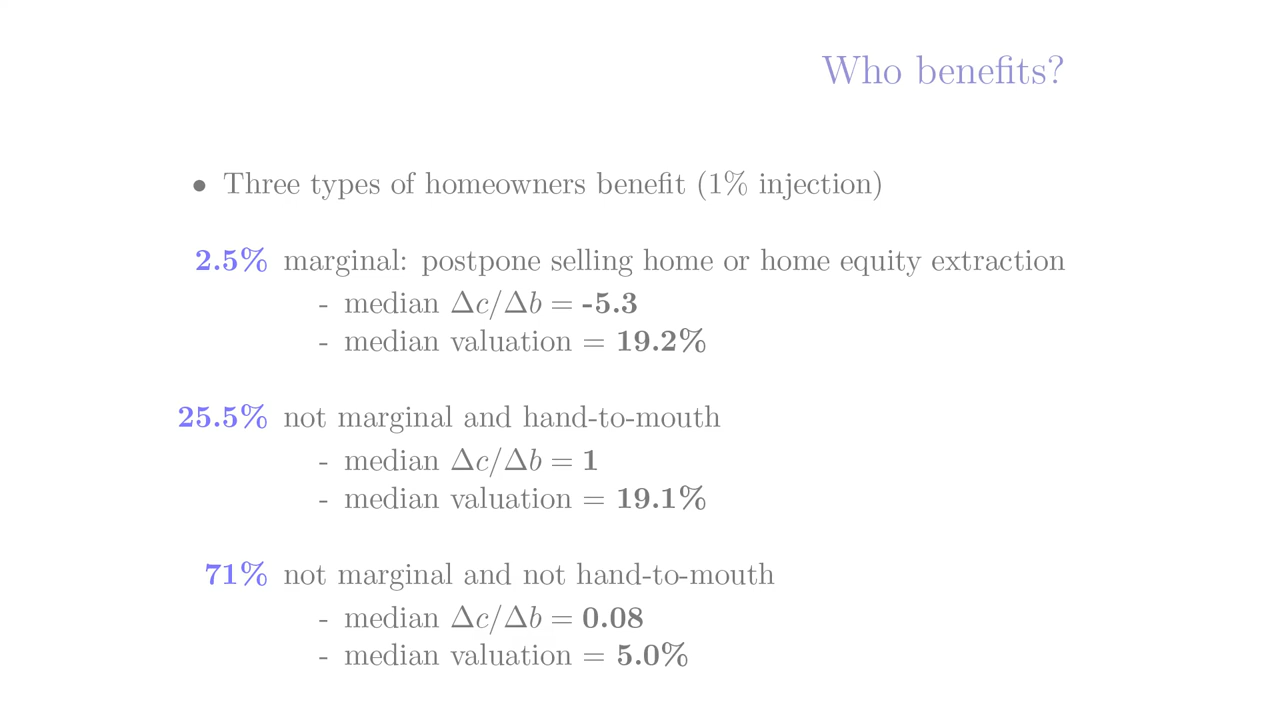 Who benefits?
• Three types of homeowners benefit (1% injection)
2.5% marginal: postpone selling home or home equity extraction
- median Δc/Δb = -5.3
- median valuation = 19.2%
25.5% not marginal and hand-to-mouth
- median Δc/Δb = 1
- median valuation = 19.1%
71% not marginal and not hand-to-mouth
- median Δc/Δb = 0.08
- median valuation = 5.0%